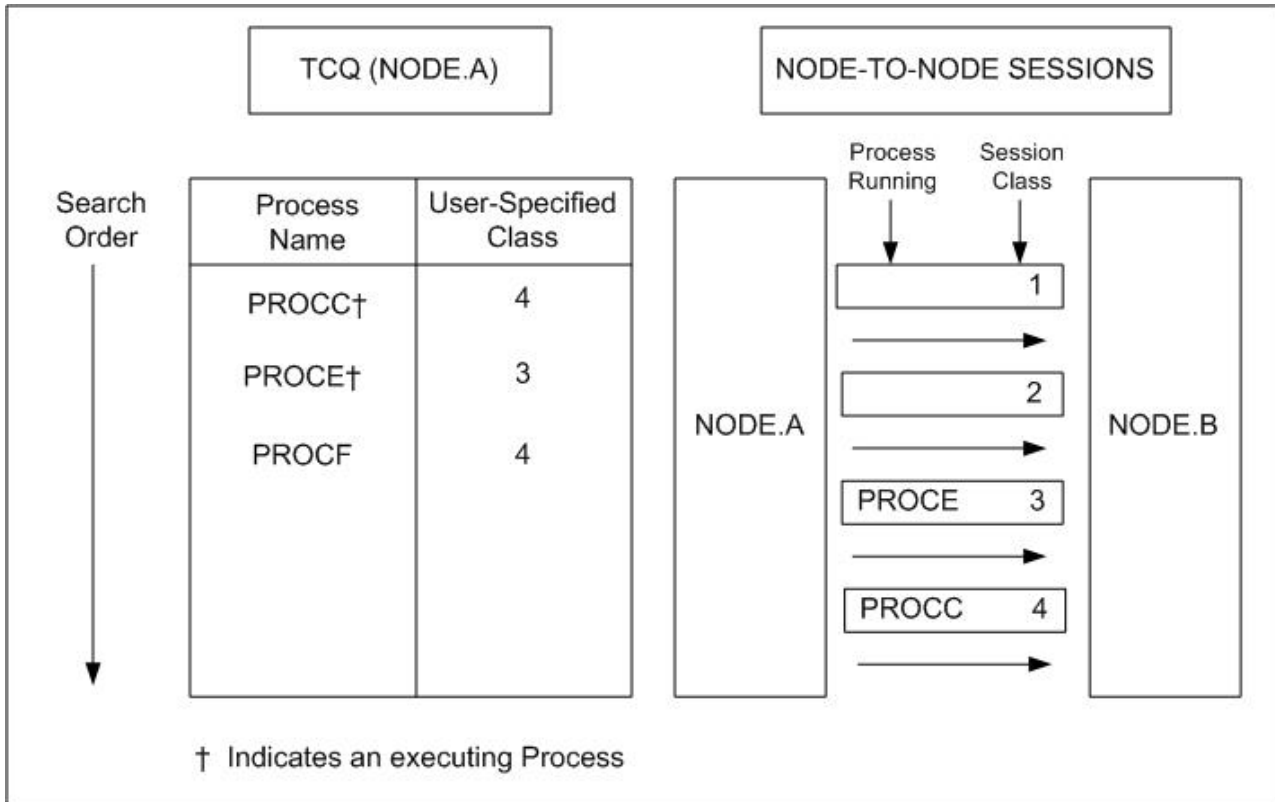 TCQ (NODE.A)
NODE-TO-NODE SESSIONS
Search
Order
Process
Name
User-Specified
Class
PROCC† 4
PROCE† 3
PROCF 4
Process
Running
Session
Class
NODE.A
1
2
PROCE 3
PROCC 4
NODE.B
† Indicates an executing Process